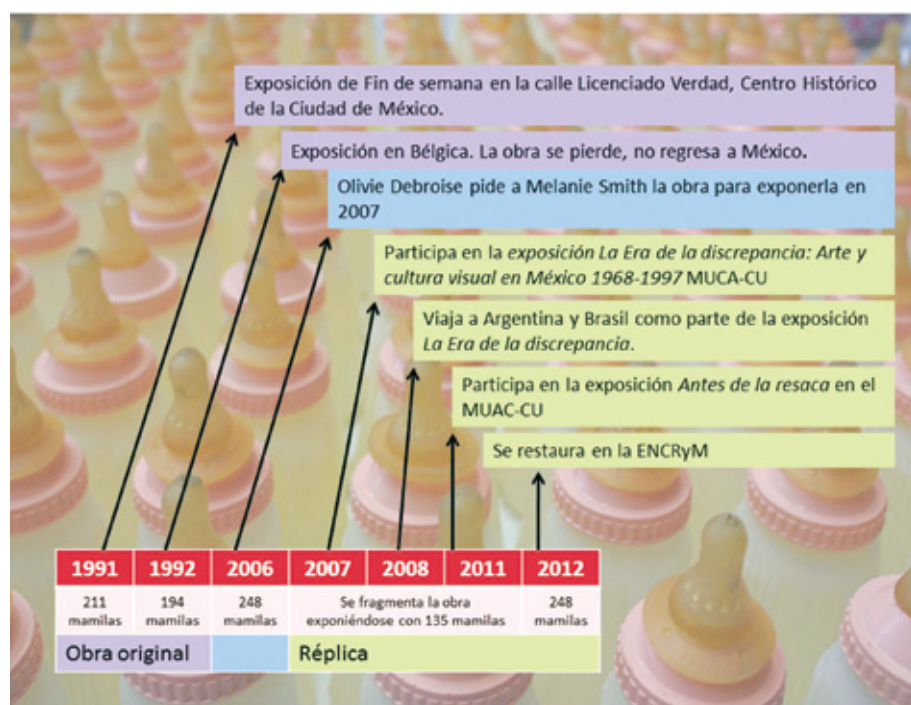 Exposición de Fin de semana en la calle Licenciado Verdad, Centro Histórico
de la Ciudad de México.
Exposición en Bélgica. La obra se pierde, no regresa a México.
Olivie Debroise pide a Melanie Smith la obra para exponerla en
2007
Participa en la exposición La Era de la discrepancia: Arte y
cultura visual en México 1968-1997 MUCA-CU
Viaja a Argentina y Brasil como parte de la exposición
La Era de la discrepancia.
Participa en la exposición Antes de la resaca en el
MUAC-CU
Se restaura en la ENCRyM
1991 1992 2006 2007 2008 2011 2012
211 194 248 Se fragmenta la obra 248
mamilas mamilas mamilas exponiéndose con 135 mamilas mamilas
Obra original Réplica